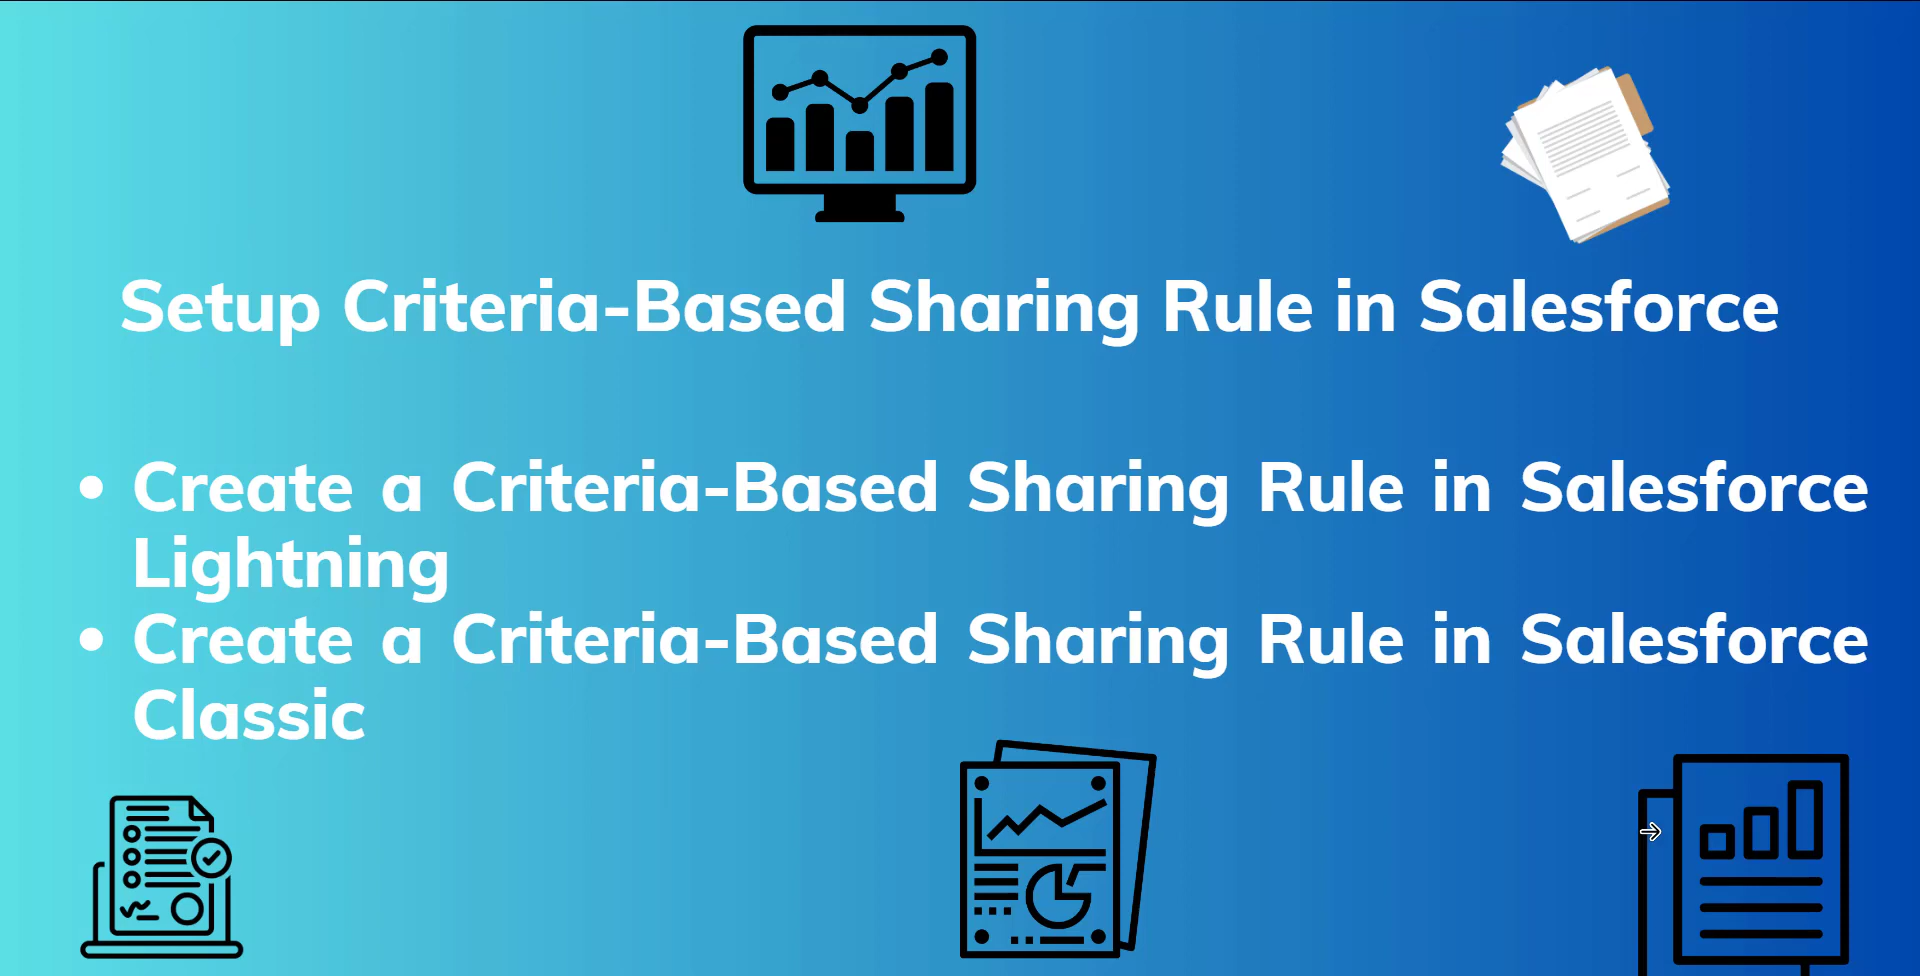 Setup Criteria-Based Sharing Rule in Salesforce
• Create a Criteria-Based Sharing Rule in Salesforce
Lightning
• Create a Criteria-Based Sharing Rule in Salesforce
Classic